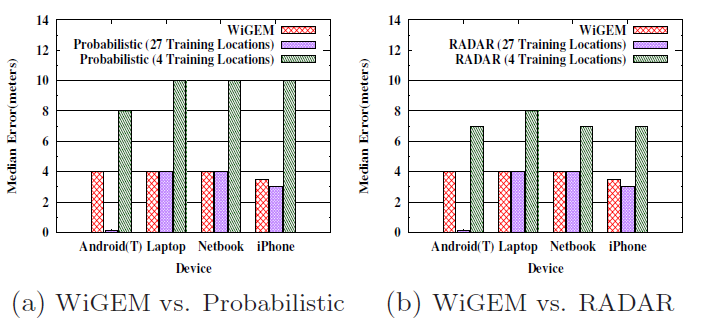 14
12
10
8
6
4
2
0
Median Error(meters)
WiGEM
Probabilistic (27 Training Locations)
Probabilistic (4 Training Locations)
Android(T) Laptop Netbook iPhone
Device
(a) WiGEM vs. Probabilistic
14
12
10
8
6
4
2
0
Median Error(meters)
WiGEM
RADAR (27 Training Locations)
RADAR (4 Training Locations)
Android(T) Laptop Netbook iPhone
Device
(b) WiGEM vs. RADAR